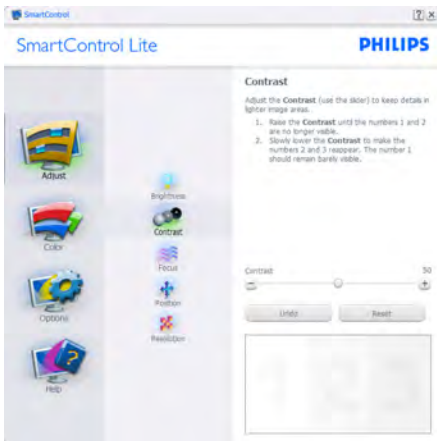 SmartControl
SmartControl Lite
PHILIPS
Adjust
Color
Options
Help
Brightness
Contrast
Focus
Position
Resolution
Contrast
Adjust the Contrast (use the slider) to keep details in
lighter image areas.
1. Raise the Contrast until the numbers 1 and 2
are no longer visible.
2. Slowly lower the Contrast to make the
numbers 2 and 3 reappear. The number 1
should remain barely visible.
Contrast
50
Undo
Reset
1 2 3